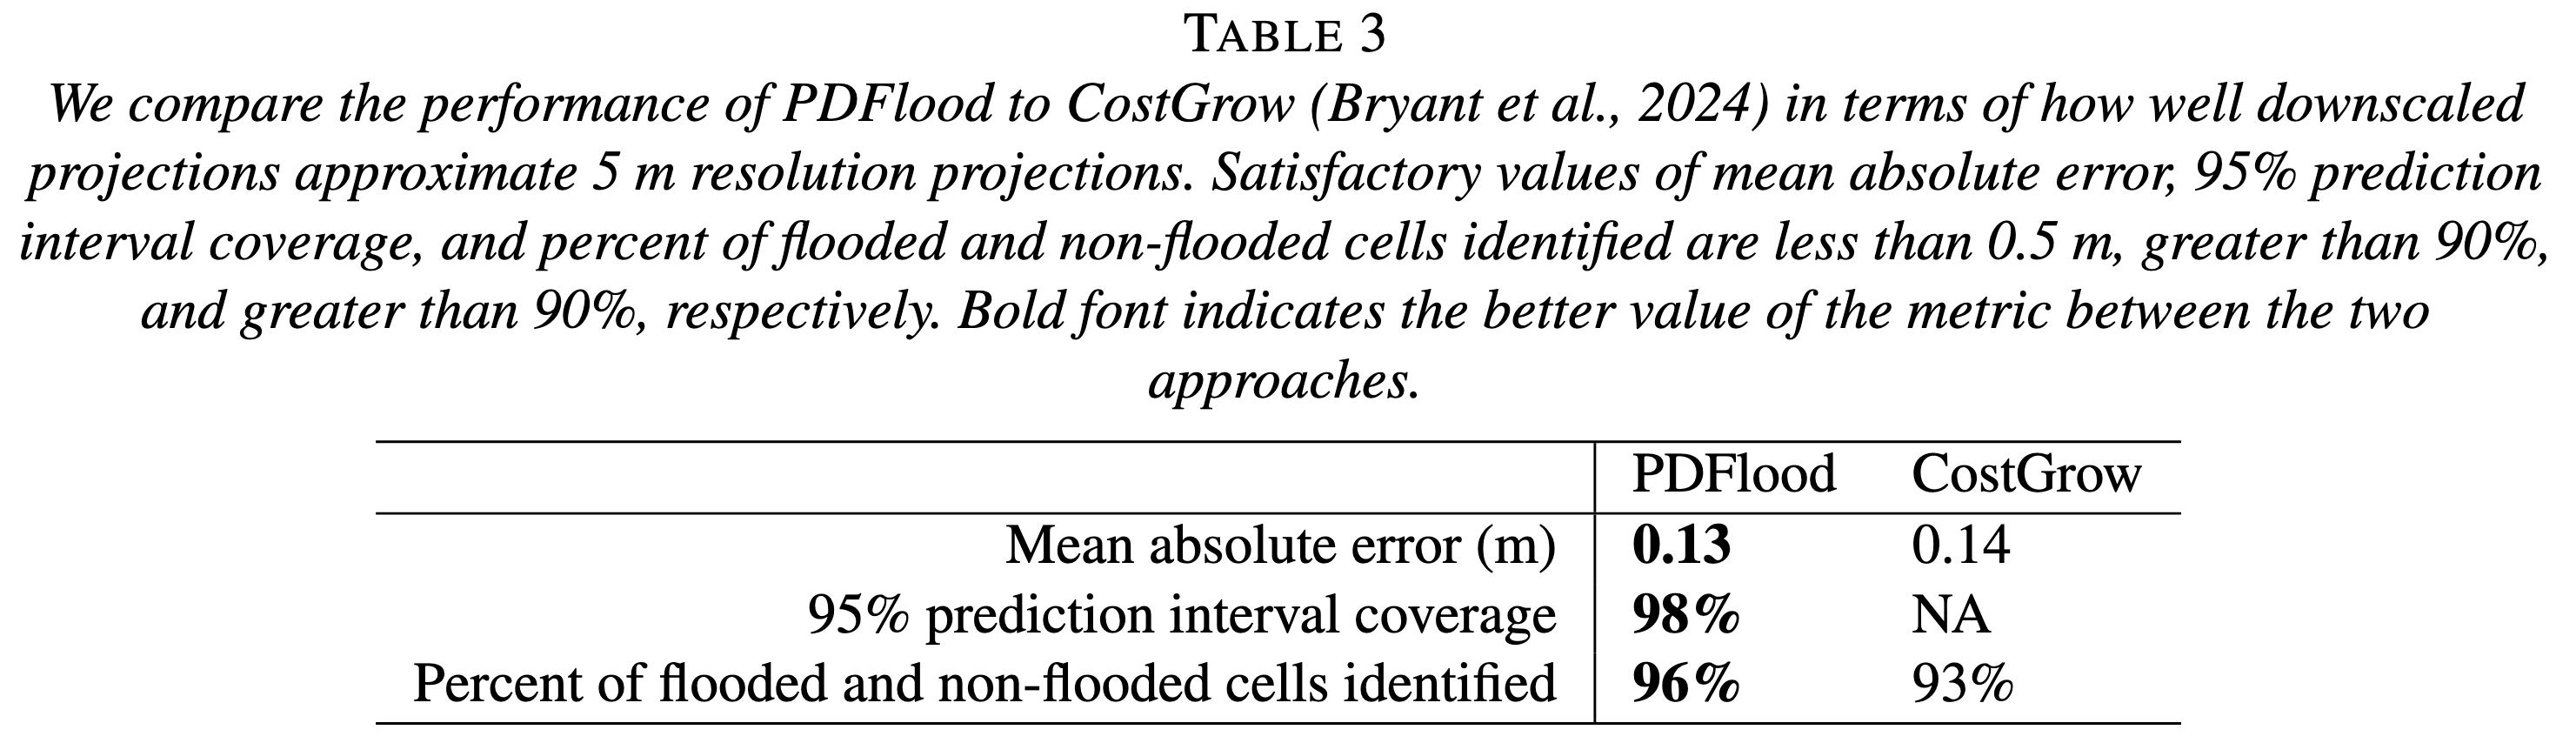 TABLE 3
We compare the performance of PDFlood to CostGrow (Bryant et al., 2024) in terms of how well downscaled
projections approximate 5 m resolution projections. Satisfactory values of mean absolute error, 95% prediction
interval coverage, and percent of flooded and non-flooded cells identified are less than 0.5 m, greater than 90%,
and greater than 90%, respectively. Bold font indicates the better value of the metric between the two
approaches.
PDFlood CostGrow
Mean absolute error (m) 0.13 0.14
95% prediction interval coverage 98% NA
Percent of flooded and non-flooded cells identified 96% 93%